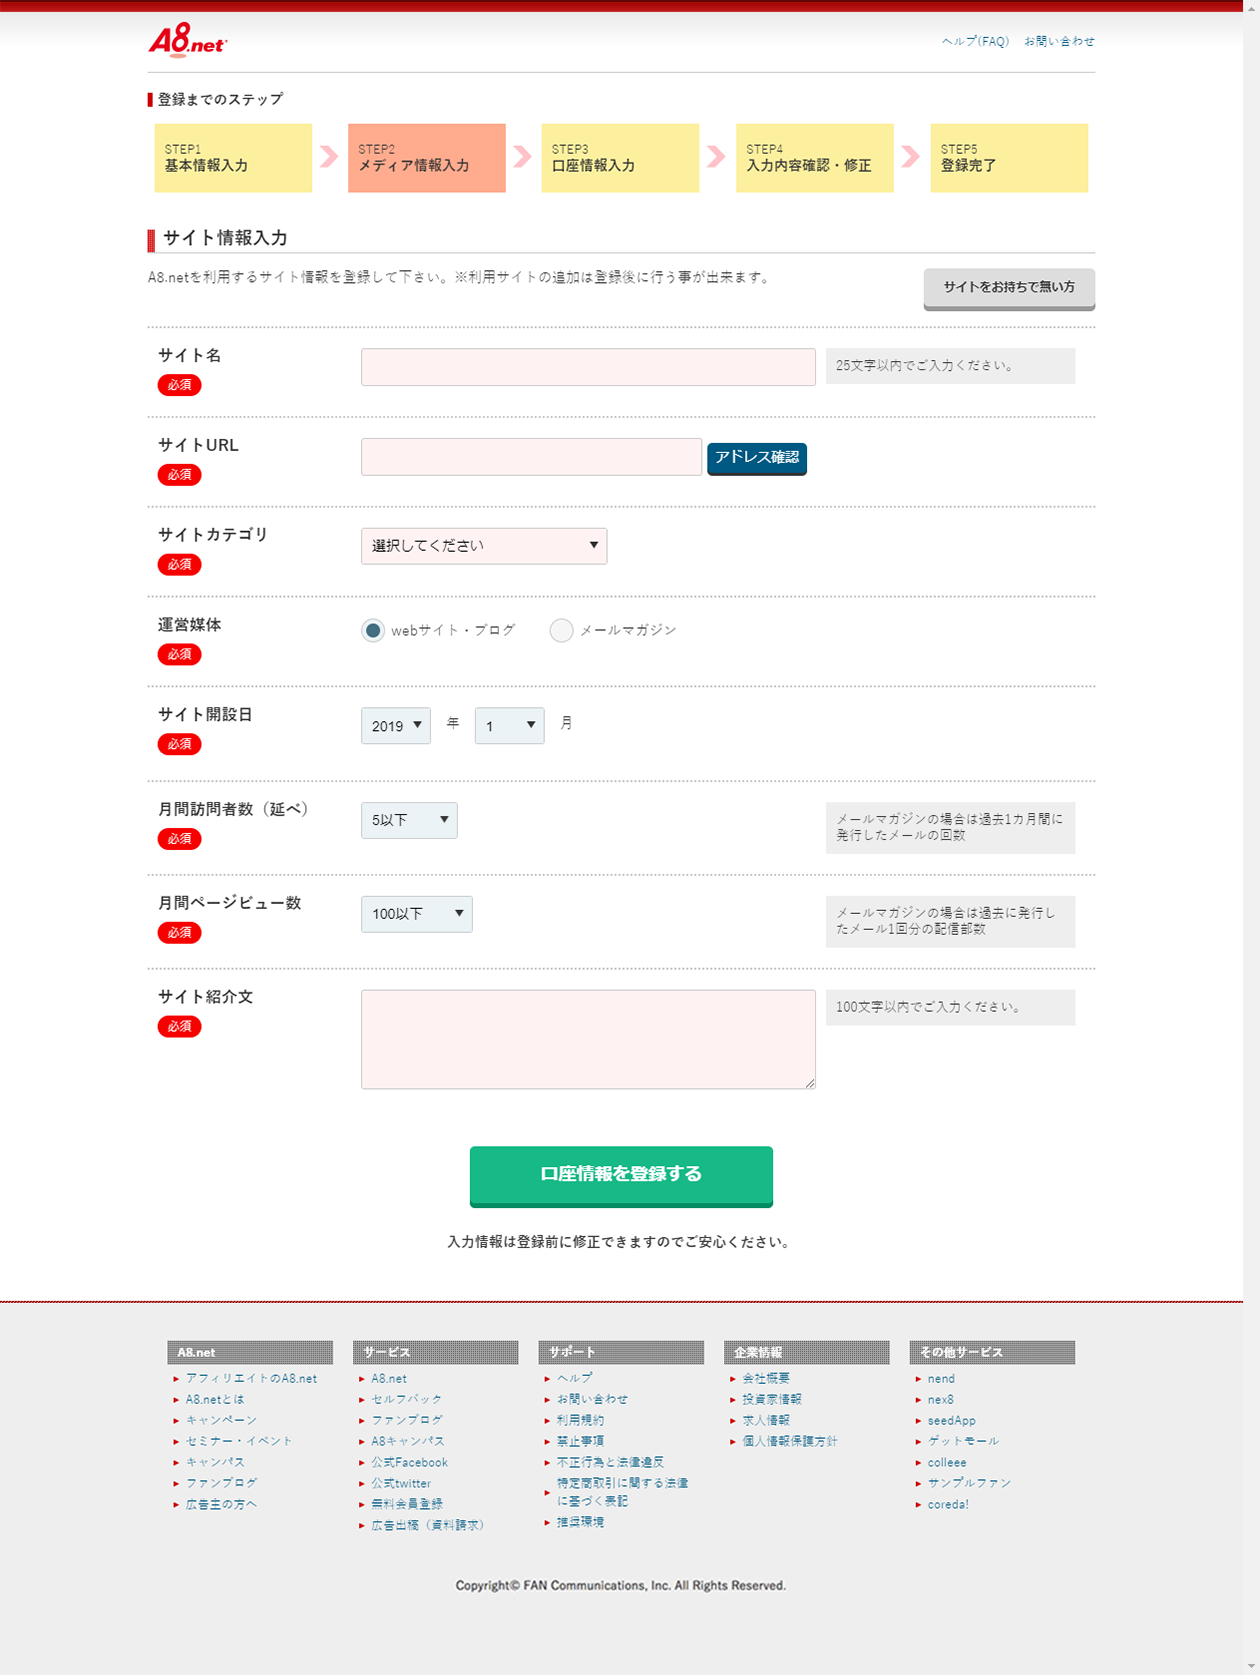 A8.net
ヘルプ(FAQ) お問い合わせ
登録までのステップ
STEP1
基本情報入力
STEP2
メディア情報入力
STEP3
口座情報入力
STEP4
入力内容確認・修正
STEP5
登録完了
サイト情報入力
A8.netを利用するサイト情報を登録して下さい。※利用サイトの追加は登録後に行う事が出来ます。
サイトをお持ちで無い方
サイト名
必須
25文字以内でご入力ください。
サイトURL
必須
アドレス確認
サイトカテゴリ
必須
選択してください
運営媒体
必須
webサイト・ブログ
メールマガジン
サイト開設日
必須
2019 年 1 月
月間訪問者数（延べ）
必須
5以下
メールマガジンの場合は過去1カ月間に
発行したメールの回数
月間ページビュー数
必須
100以下
メールマガジンの場合は過去に発行し
たメール1回分の配信部数
サイト紹介文
必須
100文字以内でご入力ください。
口座情報を登録する
入力情報は登録前に修正できますのでご安心ください。
A8.net
アフィリエイトのA8.net
A8.netとは
キャンペーン
セミナー・イベント
キャンパス
ファンブログ
広告主の方へ
サービス
A8.net
セルフバック
ファンブログ
A8キャンパス
公式Facebook
公式twitter
無料会員登録
広告出稿（資料請求）
サポート
ヘルプ
お問い合わせ
利用規約
禁止事項
不正行為と法律違反
特定商取引に関する法律
に基づく表記
推奨環境
企業情報
会社概要
投資家情報
求人情報
個人情報保護方針
その他サービス
nend
nex8
seedApp
ゲットモール
colleee
サンプルファン
coreda!
Copyright© FAN Communications, Inc. All Rights Reserved.